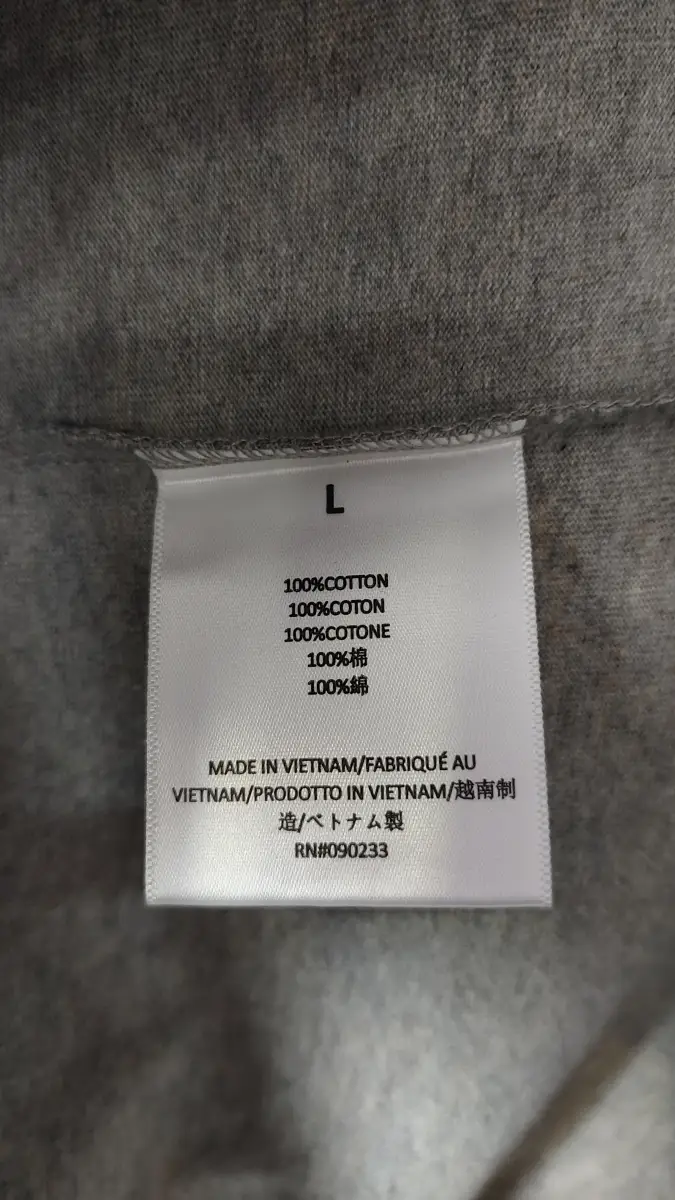 L
100%COTTON
100%COTON
100%COTONE
100%棉
100%綿
MADE IN VIETNAM/FABRIQUÉ AU
VIETNAM/PRODOTTO IN VIETNAM/越南制
造/ベトナム製
RN#090233